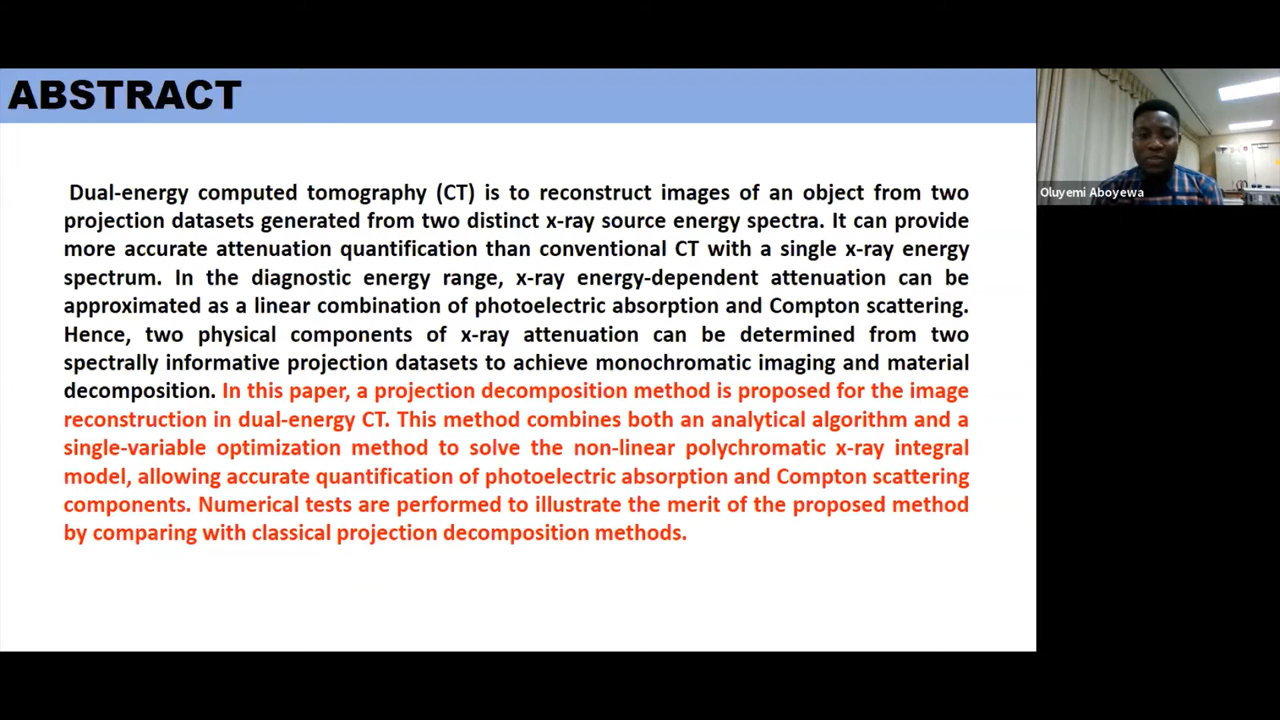 ABSTRACT
Dual-energy computed tomography (CT) is to reconstruct images of an object from two
projection datasets generated from two distinct x-ray source energy spectra. It can provide
more accurate attenuation quantification than conventional CT with a single x-ray energy
spectrum. In the diagnostic energy range, x-ray energy-dependent attenuation can be
approximated as a linear combination of photoelectric absorption and Compton scattering.
Hence, two physical components of x-ray attenuation can be determined from two
spectrally informative projection datasets to achieve monochromatic imaging and material
decomposition. In this paper, a projection decomposition method is proposed for the image
reconstruction in dual-energy CT. This method combines both an analytical algorithm and a
single-variable optimization method to solve the non-linear polychromatic x-ray integral
model, allowing accurate quantification of photoelectric absorption and Compton scattering
components. Numerical tests are performed to illustrate the merit of the proposed method
by comparing with classical projection decomposition methods.
Oluyemi Aboyewa